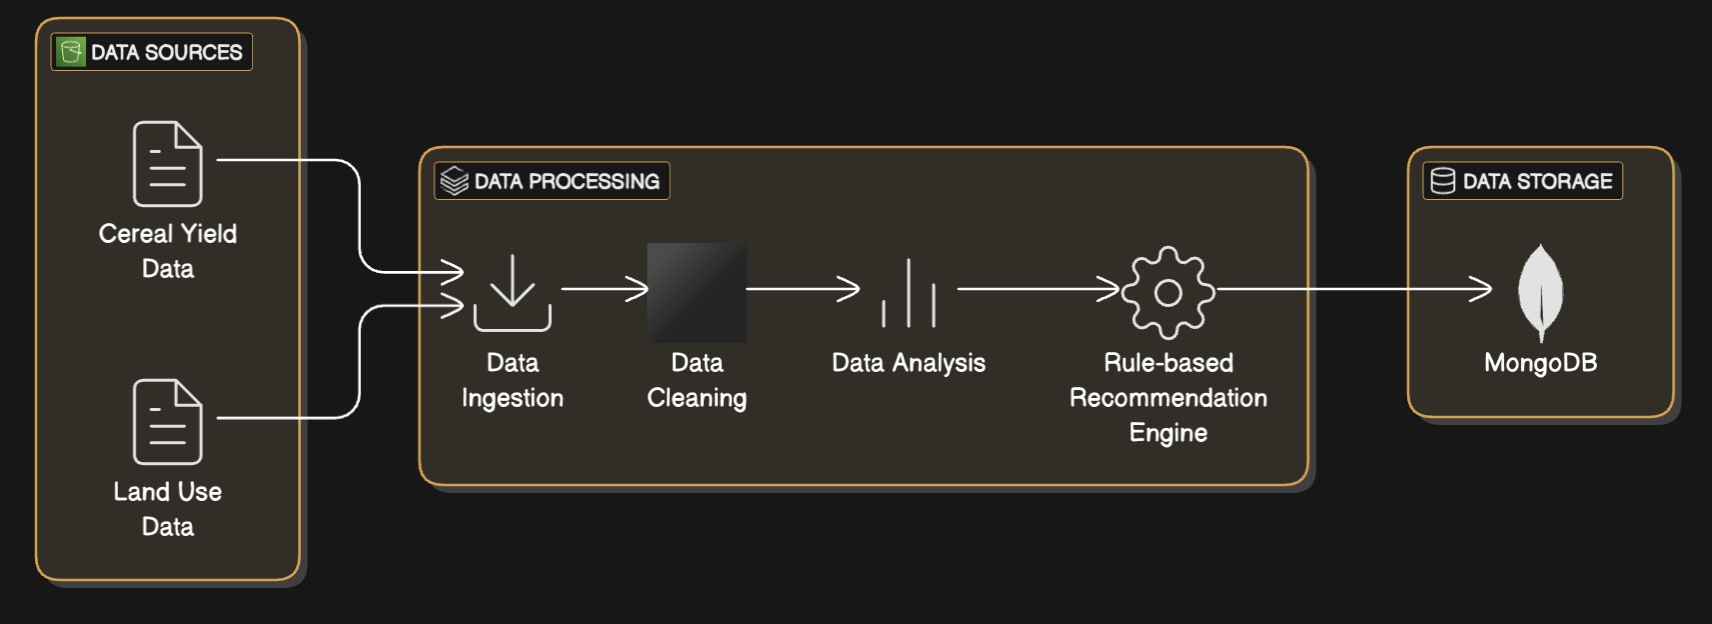 DATA SOURCES
Cereal Yield
Data
Land Use
Data
DATA PROCESSING
Data
Ingestion
Data
Cleaning
Data Analysis
Rule-based
Recommendation
Engine
DATA STORAGE
MongoDB